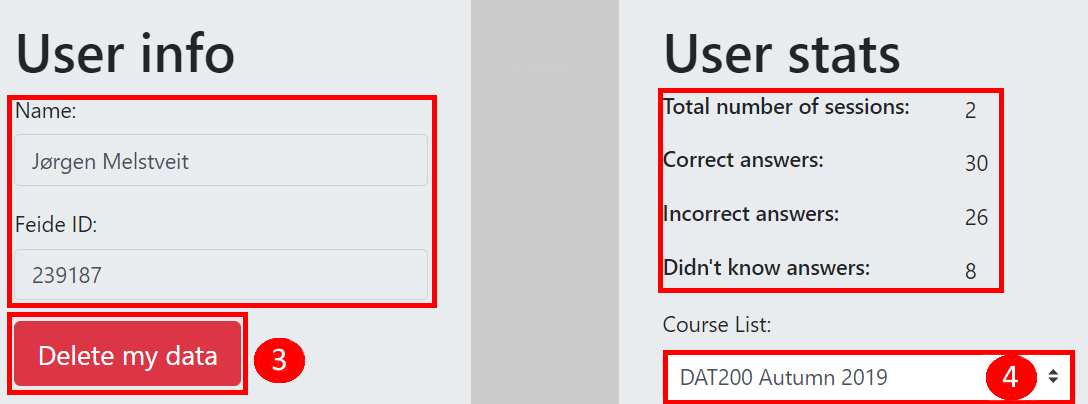 User info
Name:
Jørgen Melstveit
Feide ID:
239187
Delete my data
3
User stats
Total number of sessions: 2
Correct answers: 30
Incorrect answers: 26
Didn't know answers: 8
Course List:
DAT200 Autumn 2019
4